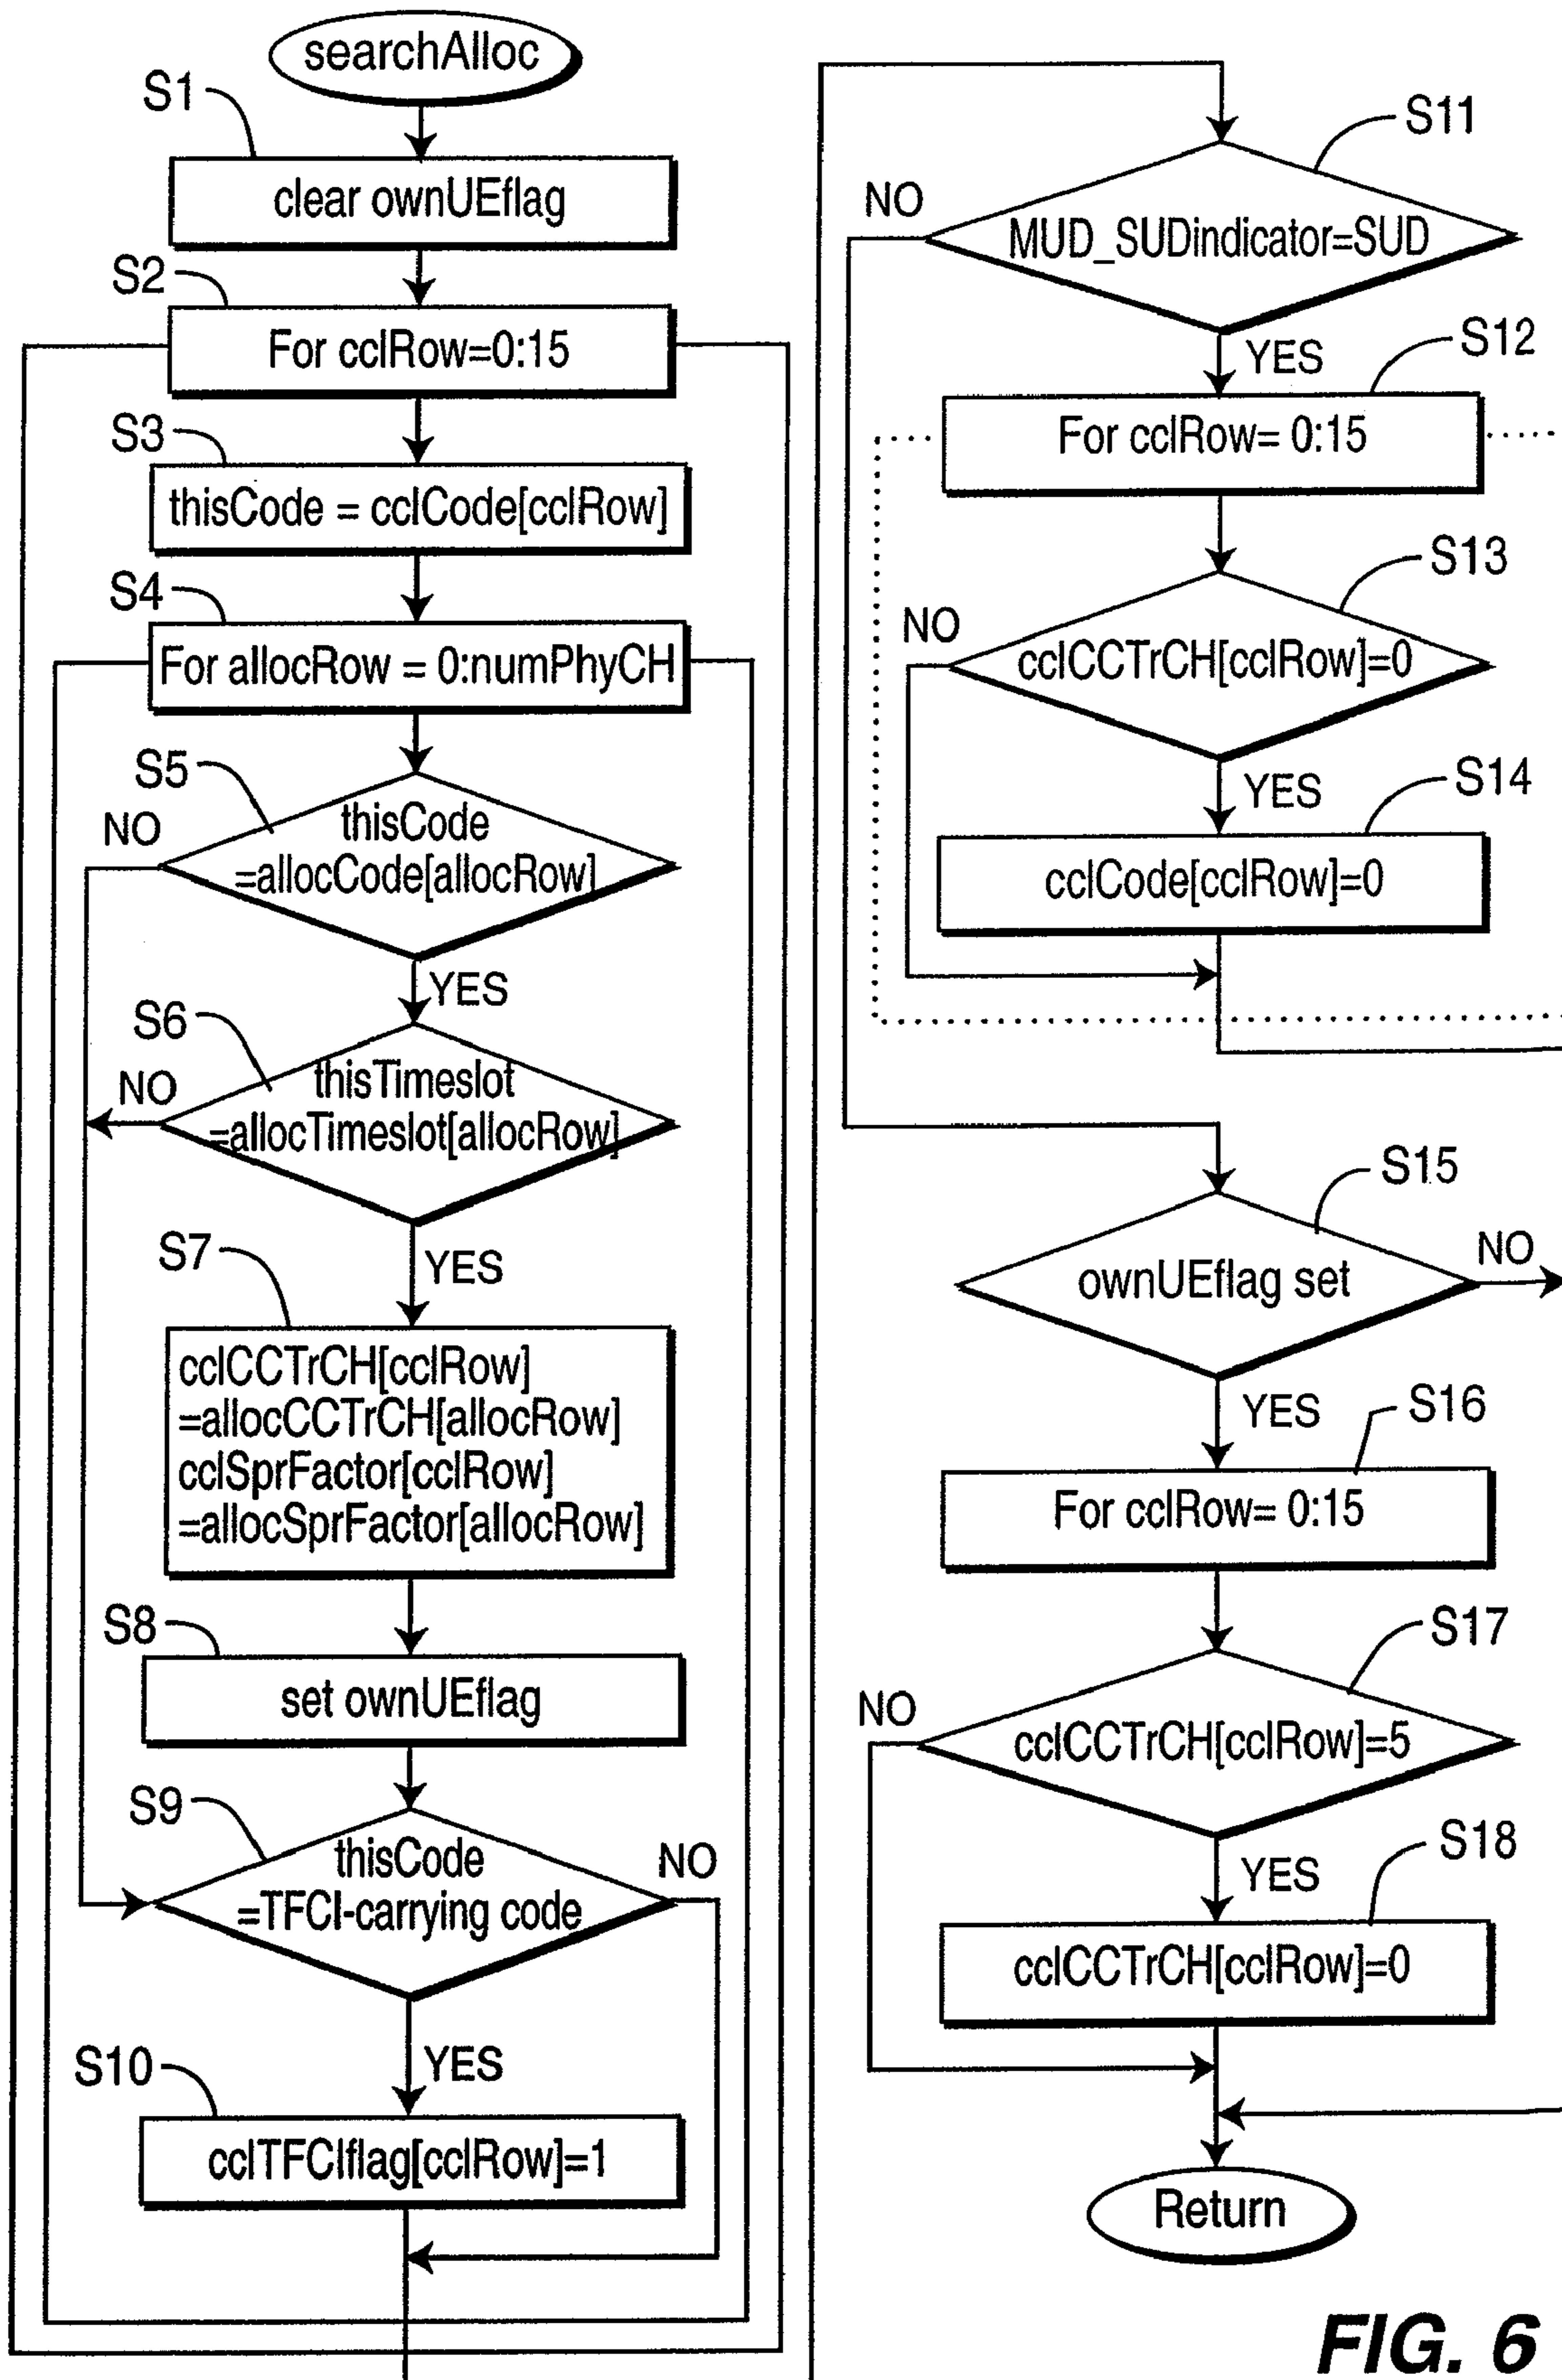 searchAlloc
S1
clear ownUEflag
S2
For cclRow=0:15
S3
thisCode = cclCode[cclRow]
S4
For allocRow = 0:numPhyCH
S5
thisCode
=allocCode[allocRow]
NO
YES
S6
thisTimeslot
=allocTimeslot[allocRow]
NO
YES
S7
cclCCTrCH[cclRow]
=allocCCTrCH[allocRow]
cclSprFactor[cclRow]
=allocSprFactor[allocRow]
S8
set ownUEflag
S9
thisCode
=TFCI-carrying code
NO
YES
S10
cclTFCIflag[cclRow]=1
S11
MUD_SUDindicator=SUD
NO
YES
S12
For cclRow= 0:15
S13
cclCCTrCH[cclRow]=0
NO
YES
S14
cclCode[cclRow]=0
S15
ownUEflag set
NO
YES
S16
For cclRow= 0:15
S17
cclCCTrCH[cclRow]=5
NO
YES
S18
cclCCTrCH[cclRow]=0
Return
FIG. 6